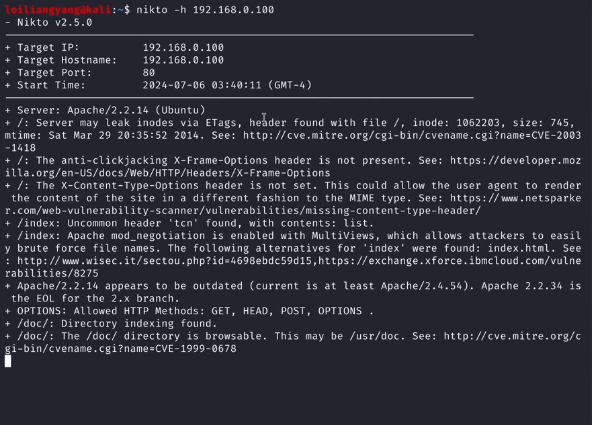 loiliangyang@kali:~$ nikto -h 192.168.0.100
- Nikto v2.5.0
---------------------------------------------------------------------------
+ Target IP:          192.168.0.100
+ Target Hostname:    192.168.0.100
+ Target Port:        80
+ Start Time:         2024-07-06 03:40:11 (GMT-4)
---------------------------------------------------------------------------
+ Server: Apache/2.2.14 (Ubuntu)
+ /: Server may leak inodes via ETags, header found with file /, inode: 1062203, size: 745,
mtime: Sat Mar 29 20:35:52 2014. See: http://cve.mitre.org/cgi-bin/cvename.cgi?name=CVE-2003
-1418
+ /: The anti-clickjacking X-Frame-Options header is not present. See: https://developer.moz
illa.org/en-US/docs/Web/HTTP/Headers/X-Frame-Options
+ /: The X-Content-Type-Options header is not set. This could allow the user agent to render
 the content of the site in a different fashion to the MIME type. See: https://www.netsparke
r.com/web-vulnerability-scanner/vulnerabilities/missing-content-type-header/
+ /index: Uncommon header 'tcn' found, with contents: list.
+ /index: Apache mod_negotiation is enabled with MultiViews, which allows attackers to easil
y brute force file names. The following alternatives for 'index' were found: index.html. See
: http://www.wisec.it/sectou.php?id=4698ebdc59d15,https://exchange.xforce.ibmcloud.com/vulne
rabilities/8275
+ Apache/2.2.14 appears to be outdated (current is at least Apache/2.4.54). Apache 2.2.34 is
 the EOL for the 2.x branch.
+ OPTIONS: Allowed HTTP Methods: GET, HEAD, POST, OPTIONS .
+ /doc/: Directory indexing found.
+ /doc/: The /doc/ directory is browsable. This may be /usr/doc. See: http://cve.mitre.org/c
gi-bin/cvename.cgi?name=CVE-1999-0678